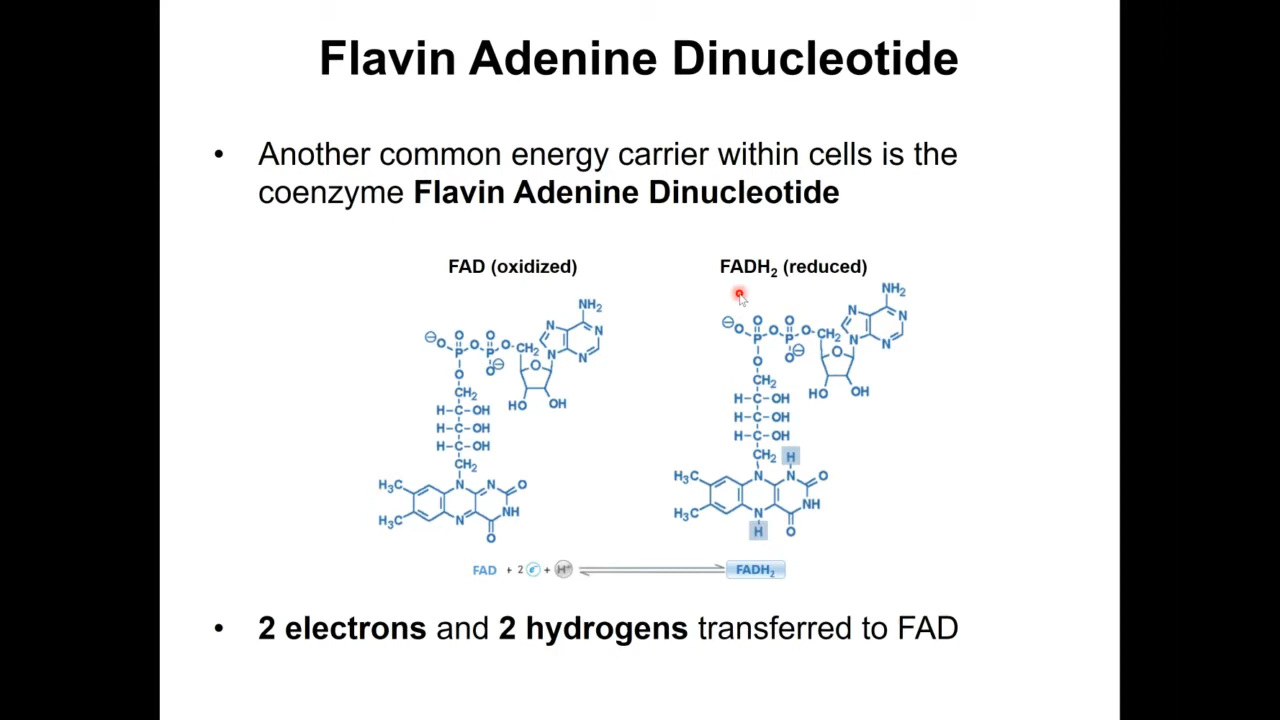 Flavin Adenine Dinucleotide
• Another common energy carrier within cells is the
coenzyme Flavin Adenine Dinucleotide
FAD (oxidized)
FADH₂ (reduced)
NH₂
N
N
N
N
⊖O
P
O
O
P
O
⊖
O
O
CH₂
O
HO
OH
O
CH₂
H-C-OH
H-C-OH
H-C-OH
CH₂
H₃C
H₃C
N
N
O
N
NH
O
NH₂
N
N
N
N
⊖O
P
O
O
P
O
O⊖
O
CH₂
O
HO
OH
O
CH₂
H-C-OH
H-C-OH
H-C-OH
CH₂
H
H₃C
H₃C
N
N
O
N
NH
H
O
FAD + 2 e⁻ + H⁺
FADH₂
• 2 electrons and 2 hydrogens transferred to FAD